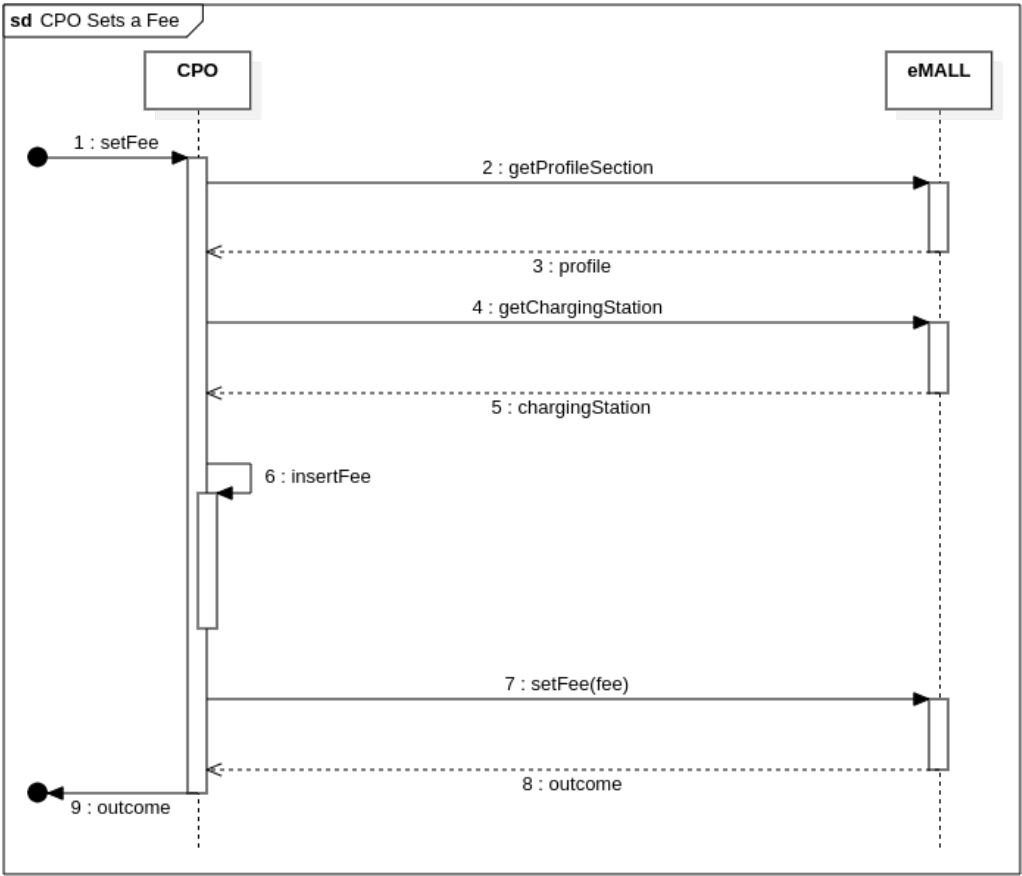 sd CPO Sets a Fee
CPO
eMALL
1 : setFee
2 : getProfileSection
3 : profile
4 : getChargingStation
5 : chargingStation
6 : insertFee
7 : setFee(fee)
8 : outcome
9 : outcome